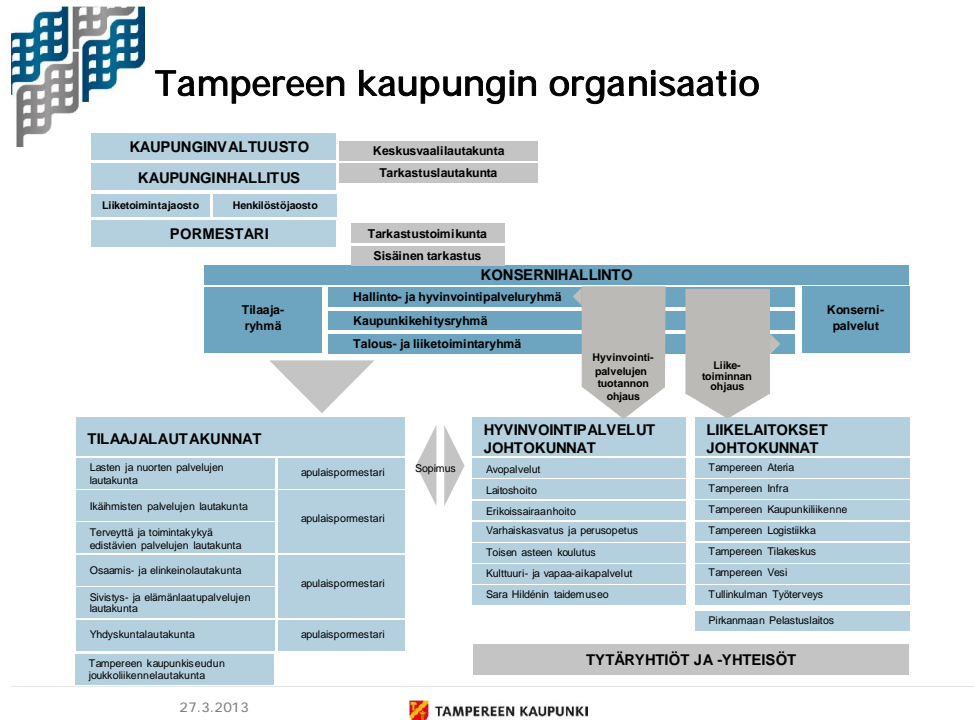 Tampereen kaupungin organisaatio
KAUPUNGINVALTUUSTO
Keskusvaalilautakunta
KAUPUNGINHALLITUS
Tarkastuslautakunta
Liiketoimintajaosto
Henkilöstöjaosto
PORMESTARI
Tarkastustoimikunta
Sisäinen tarkastus
KONSERNIHALLINTO
Tilaaja-
ryhmä
Hallinto- ja hyvinvointipalveluryhmä
Kaupunkikehitysryhmä
Talous- ja liiketoimintaryhmä
Konserni-
palvelut
Hyvinvointi-
palvelujen
tuotannon
ohjaus
Liike-
toiminnan
ohjaus
TILAAJALAUTAKUNNAT
Lasten ja nuorten palvelujen
lautakunta
apulaispormestari
Ikäihmisten palvelujen lautakunta
Terveyttä ja toimintakykyä
edistävien palvelujen lautakunta
apulaispormestari
Osaamis- ja elinkeinolautakunta
Sivistys- ja elämänlaatupalvelujen
lautakunta
apulaispormestari
Yhdyskuntalautakunta
apulaispormestari
Tampereen kaupunkiseudun
joukkoliikennelautakunta
Sopimus
HYVINVOINTIPALVELUT
JOHTOKUNNAT
Avopalvelut
Laitoshoito
Erikoissairaanhoito
Varhaiskasvatus ja perusopetus
Toisen asteen koulutus
Kulttuuri- ja vapaa-aikapalvelut
Sara Hildénin taidemuseo
LIIKELAITOKSET
JOHTOKUNNAT
Tampereen Ateria
Tampereen Infra
Tampereen Kaupunkiliikenne
Tampereen Logistiikka
Tampereen Tilakeskus
Tampereen Vesi
Tullinkulman Työterveys
Pirkanmaan Pelastuslaitos
TYTÄRYHTIÖT JA -YHTEISÖT
27.3.2013
TAMPEREEN KAUPUNKI